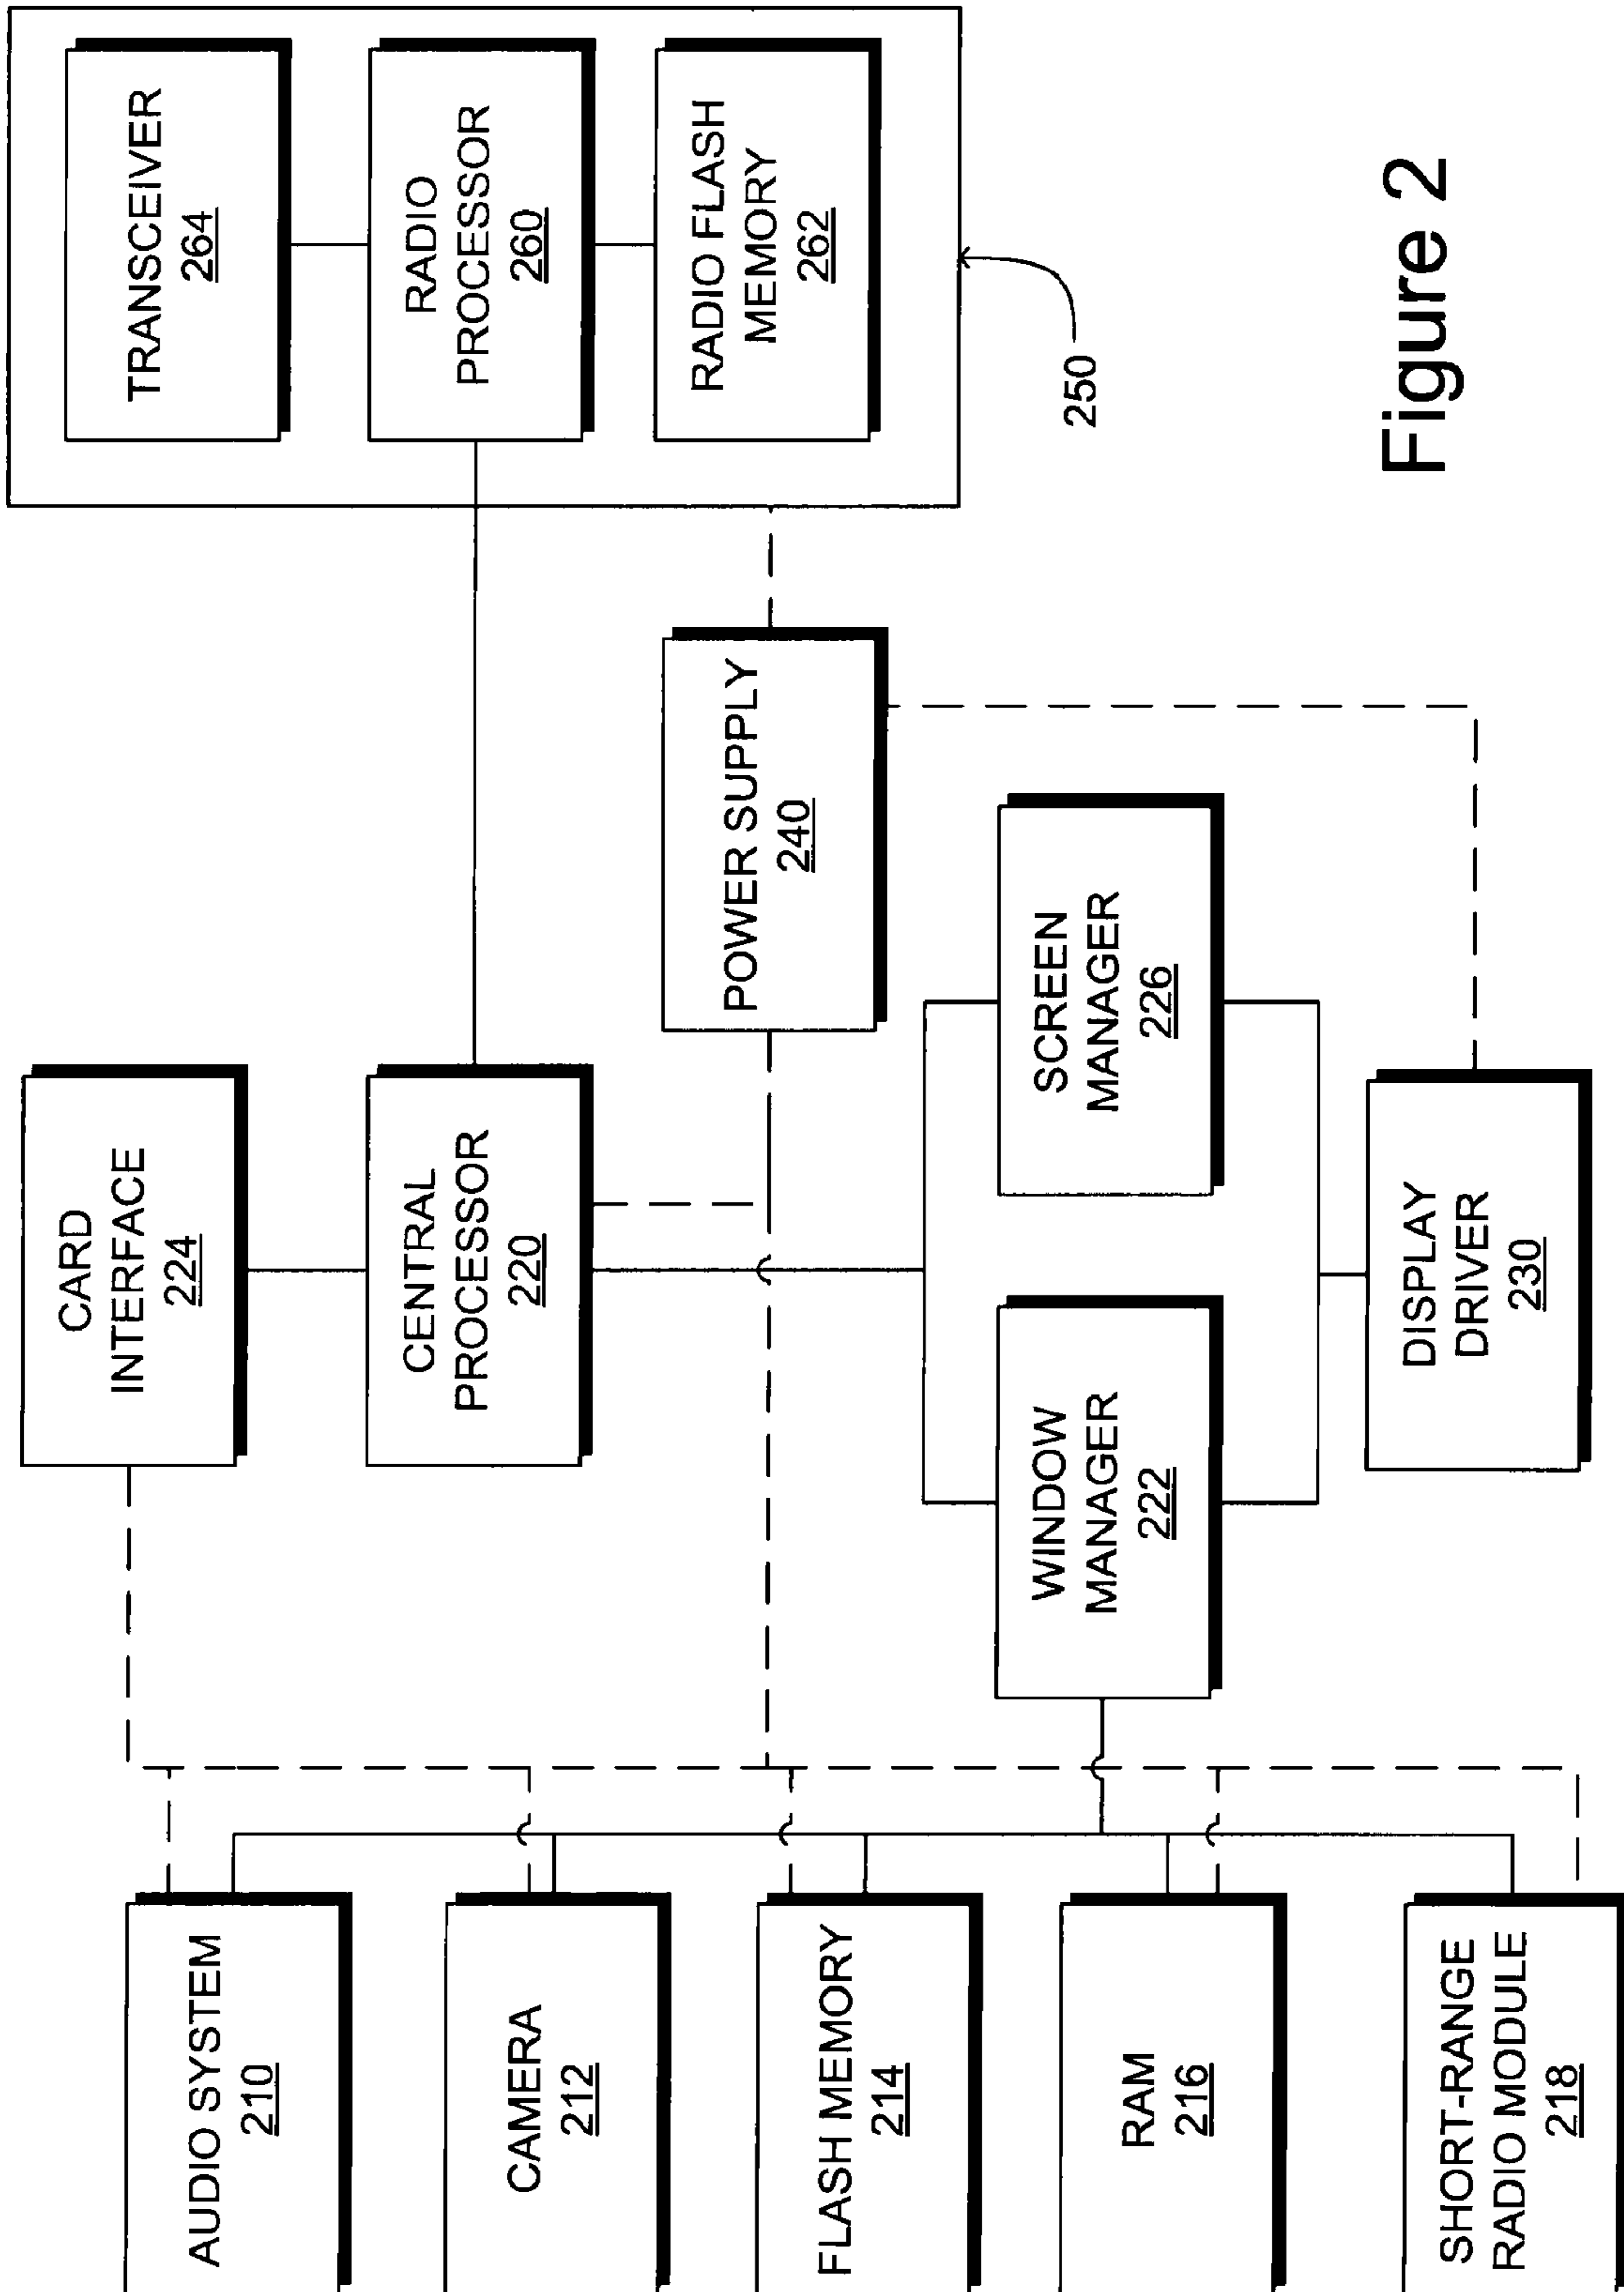 AUDIO SYSTEM
210
CAMERA
212
FLASH MEMORY
214
RAM
216
SHORT-RANGE
RADIO MODULE
218
CARD
INTERFACE
224
CENTRAL
PROCESSOR
220
WINDOW
MANAGER
222
SCREEN
MANAGER
226
DISPLAY
DRIVER
230
POWER SUPPLY
240
TRANSCEIVER
264
RADIO
PROCESSOR
260
RADIO FLASH
MEMORY
262
250
Figure 2